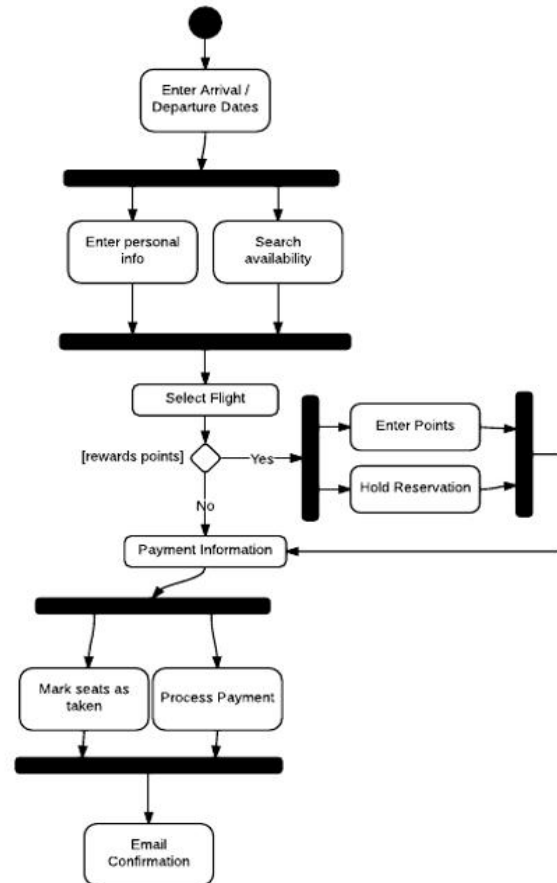 Enter Arrival /
Departure Dates
Enter personal
info
Search
availability
Select Flight
[rewards points]
Yes
Enter Points
Hold Reservation
No
Payment Information
Mark seats as
taken
Process Payment
Email
Confirmation